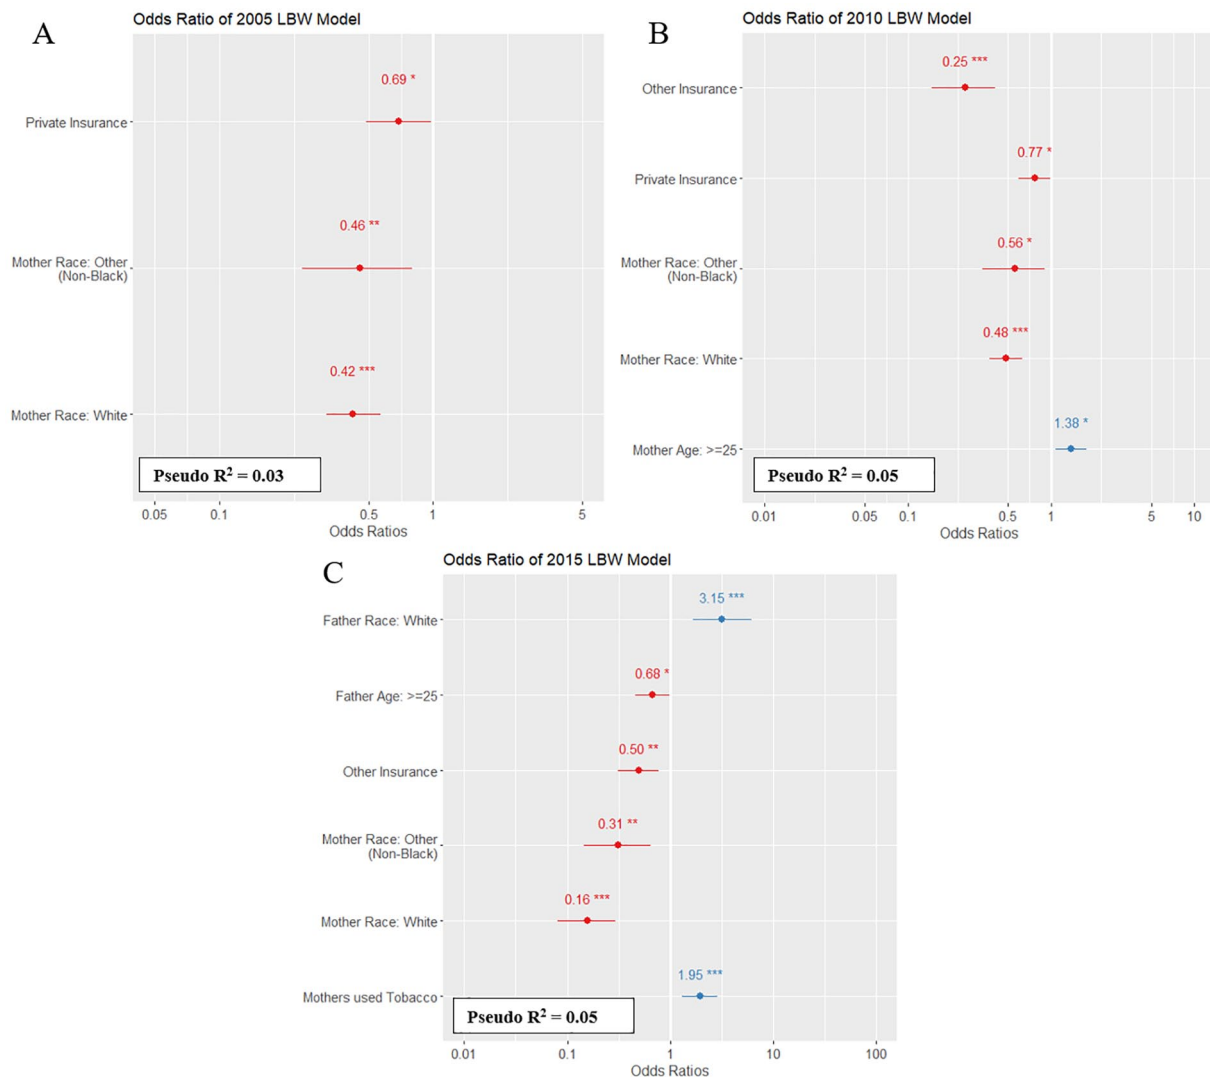 A
Odds Ratio of 2005 LBW Model
0.69 *
Private Insurance
0.46 **
Mother Race: Other
(Non-Black)
0.42 ***
Mother Race: White
Pseudo R² = 0.03
0.05 0.1 0.5 1 5
Odds Ratios
B
Odds Ratio of 2010 LBW Model
0.25 ***
Other Insurance
0.77 *
Private Insurance
0.56 *
Mother Race: Other
(Non-Black)
0.48 ***
Mother Race: White
1.38 *
Mother Age: >=25
Pseudo R² = 0.05
0.01 0.05 0.1 0.5 1 5 10
Odds Ratios
C
Odds Ratio of 2015 LBW Model
3.15 ***
Father Race: White
0.68 *
Father Age: >=25
0.50 **
Other Insurance
0.31 **
Mother Race: Other
(Non-Black)
0.16 ***
Mother Race: White
1.95 ***
Mothers used Tobacco
Pseudo R² = 0.05
0.01 0.1 1 10 100
Odds Ratios